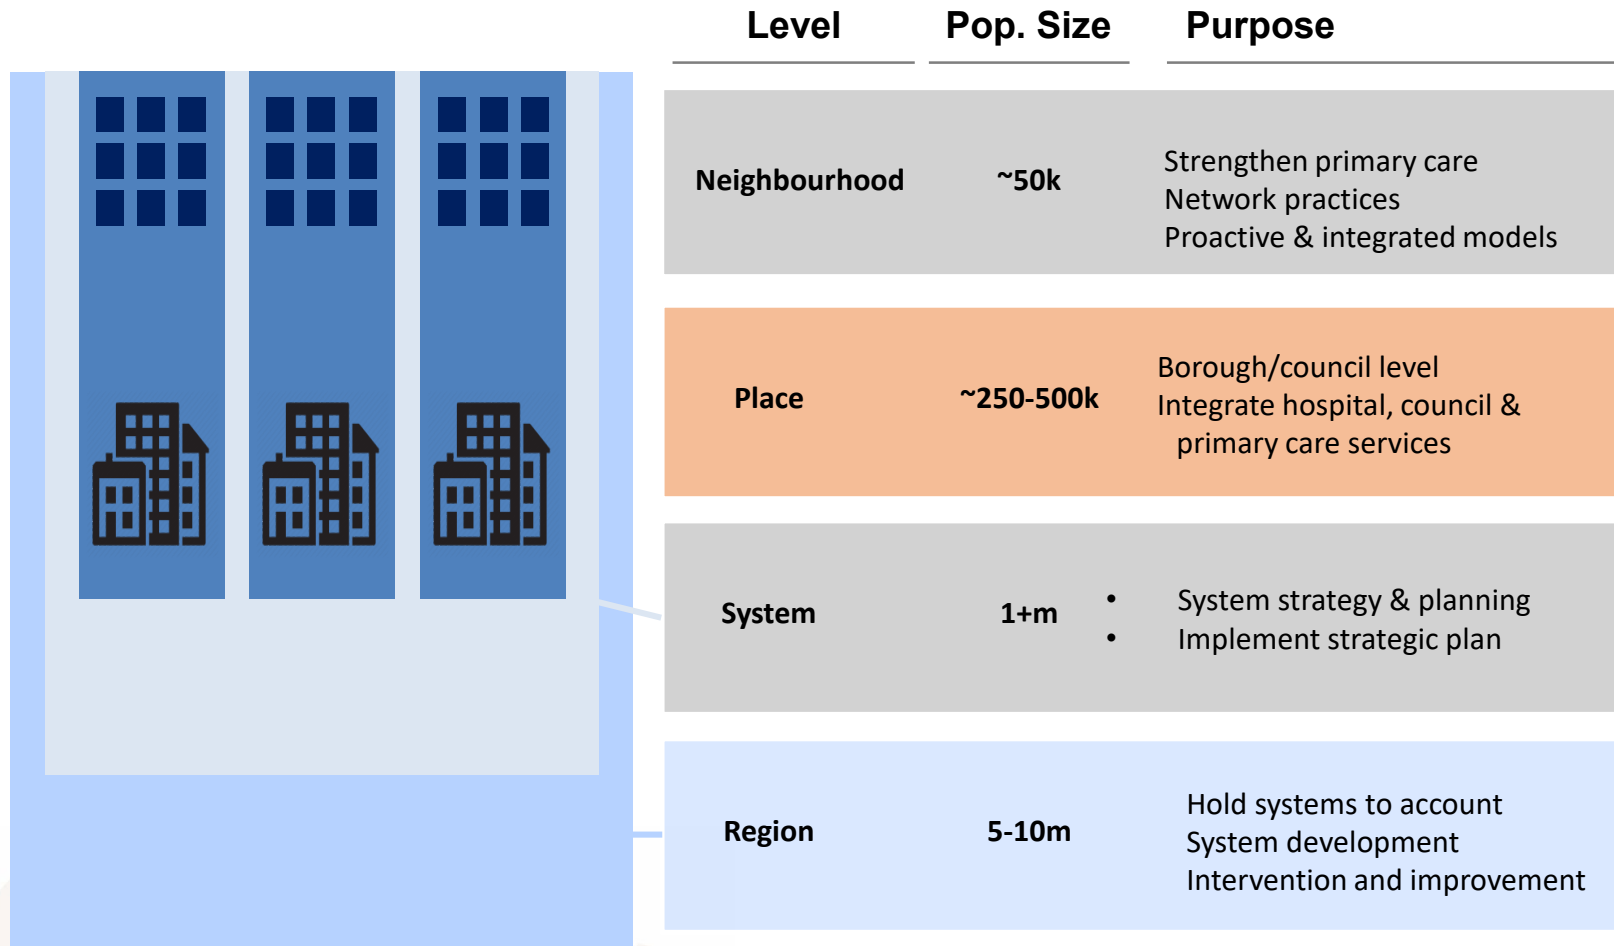 Level Pop. Size Purpose
Neighbourhood ~50k
Strengthen primary care
Network practices
Proactive & integrated models
Place ~250-500k
Borough/council level
Integrate hospital, council &
primary care services
System 1+m
• System strategy & planning
• Implement strategic plan
Region 5-10m
Hold systems to account
System development
Intervention and improvement